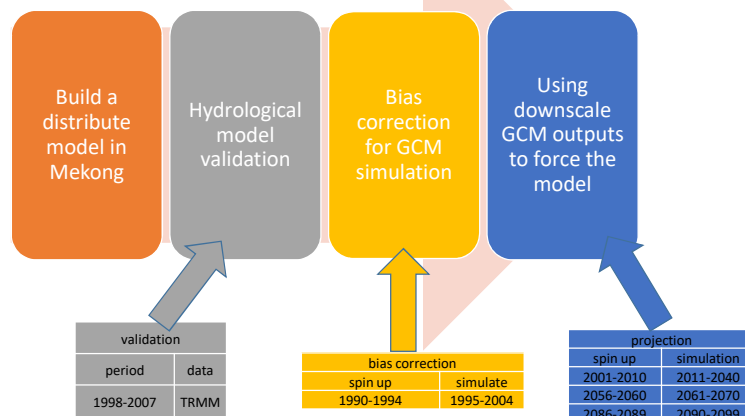 Build a
distribute
model in
Mekong
Hydrological
model
validation
Bias
correction
for GCM
simulation
Using
downscale
GCM outputs
to force the
model
validation
period data
1998-2007 TRMM
bias correction
spin up simulate
1990-1994 1995-2004
projection
spin up simulation
2001-2010 2011-2040
2056-2060 2061-2070
2086-2089 2090-2099